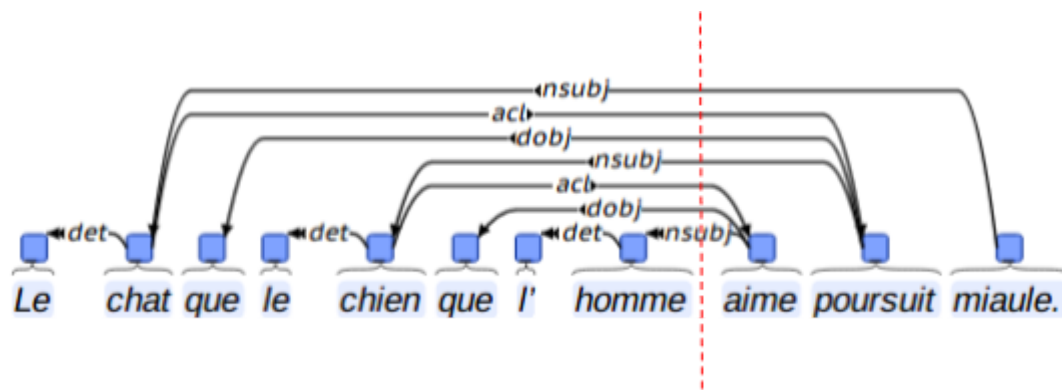 nsubj
acl
dobj
nsubj
acl
dobj
det det det nsubj
Le chat que le chien que l’ homme aime poursuit miaule.